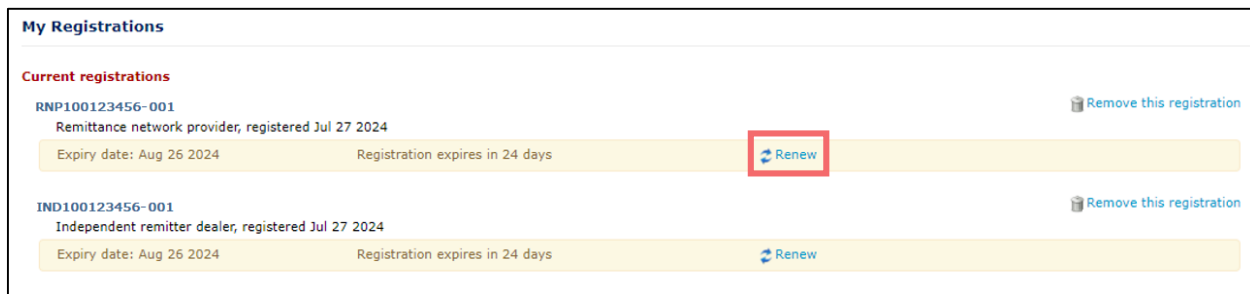 My Registrations
Current registrations
RNP100123456-001
Remove this registration
Remittance network provider, registered Jul 27 2024
Expiry date: Aug 26 2024 Registration expires in 24 days Renew
IND100123456-001
Remove this registration
Independent remitter dealer, registered Jul 27 2024
Expiry date: Aug 26 2024 Registration expires in 24 days Renew